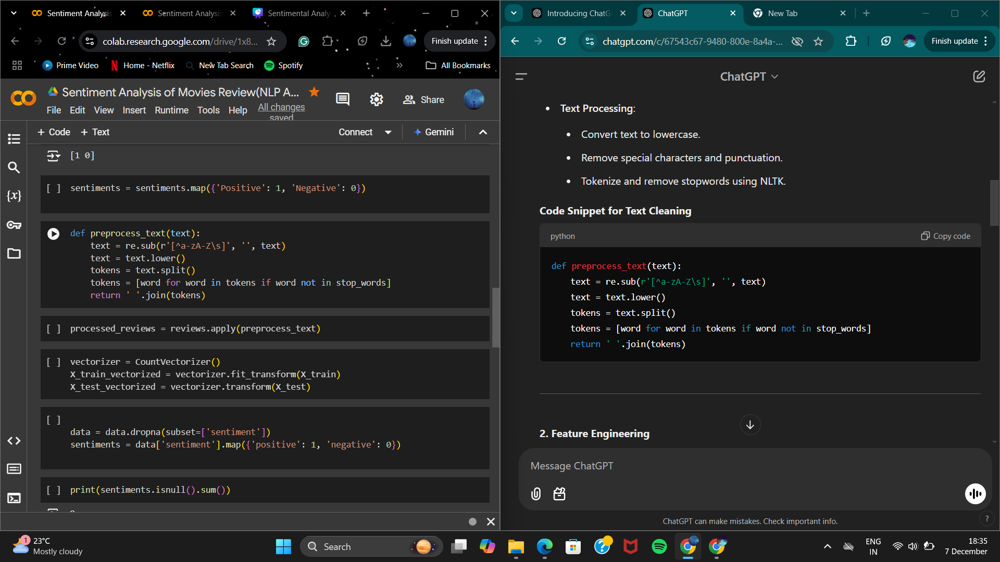 Sentiment Analysis
Sentiment Analysis
Sentimental Analy
colab.research.google.com/drive/1x8...
Finish update
Prime Video
Home - Netflix
New Tab Search
Spotify
»
All Bookmarks
Sentiment Analysis of Movies Review(NLP A...
Share
File Edit View Insert Runtime Tools Help All changes saved
+ Code + Text
Connect
Gemini
[1 0]
[ ] sentiments = sentiments.map({'Positive': 1, 'Negative': 0})
def preprocess_text(text):
text = re.sub(r'[^a-zA-Z\s]', '', text)
text = text.lower()
tokens = text.split()
tokens = [word for word in tokens if word not in stop_words]
return ' '.join(tokens)
[ ] processed_reviews = reviews.apply(preprocess_text)
[ ] vectorizer = CountVectorizer()
X_train_vectorized = vectorizer.fit_transform(X_train)
X_test_vectorized = vectorizer.transform(X_test)
[ ]
data = data.dropna(subset=['sentiment'])
sentiments = data['sentiment'].map({'positive': 1, 'negative': 0})
[ ] print(sentiments.isnull().sum())
Introducing ChatG
ChatGPT
New Tab
chatgpt.com/c/67543c67-9480-800e-8a4a-...
Finish update
ChatGPT
• Text Processing:
• Convert text to lowercase.
• Remove special characters and punctuation.
• Tokenize and remove stopwords using NLTK.
Code Snippet for Text Cleaning
python
Copy code
def preprocess_text(text):
text = re.sub(r'[^a-zA-Z\s]', '', text)
text = text.lower()
tokens = text.split()
tokens = [word for word in tokens if word not in stop_words]
return ' '.join(tokens)
2. Feature Engineering
Message ChatGPT
ChatGPT can make mistakes. Check important info.
?
1
23°C
Mostly cloudy
Search
ENG
IN
18:35
7 December